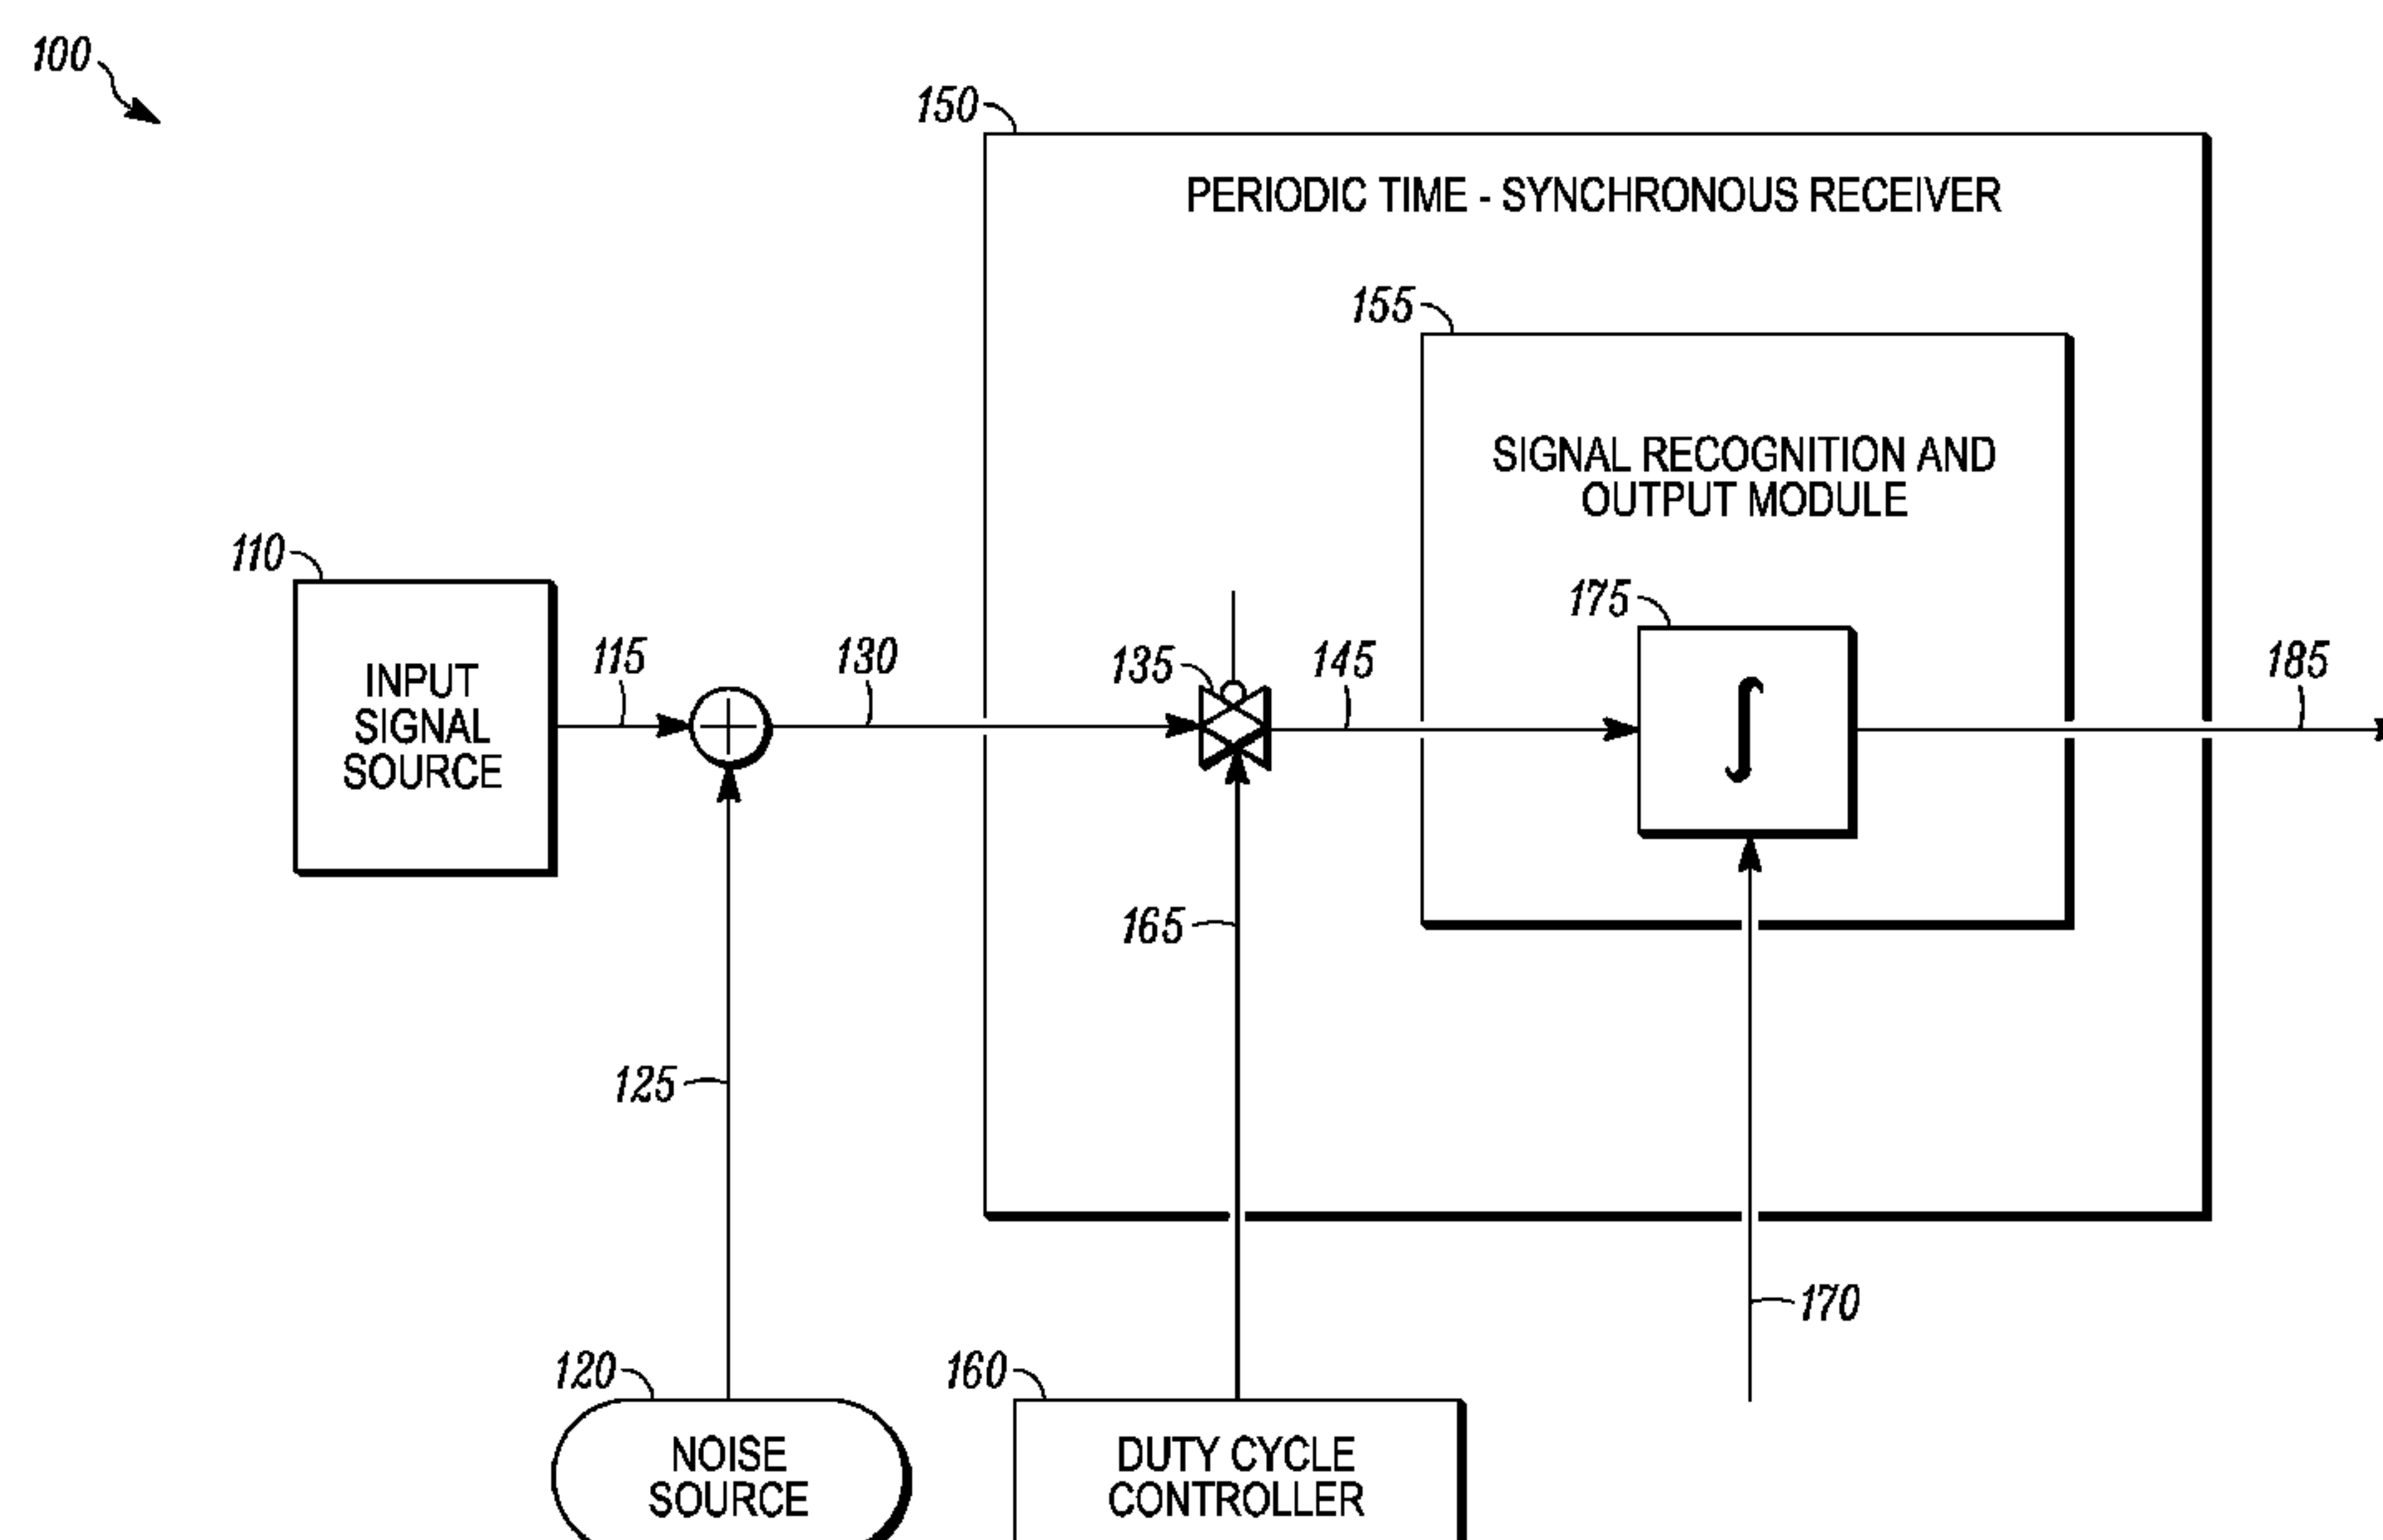 100
150
PERIODIC TIME - SYNCHRONOUS RECEIVER
155
SIGNAL RECOGNITION AND
OUTPUT MODULE
110
INPUT
SIGNAL
SOURCE
115
130
135
145
175
∫
185
165
125
170
120
NOISE
SOURCE
160
DUTY CYCLE
CONTROLLER